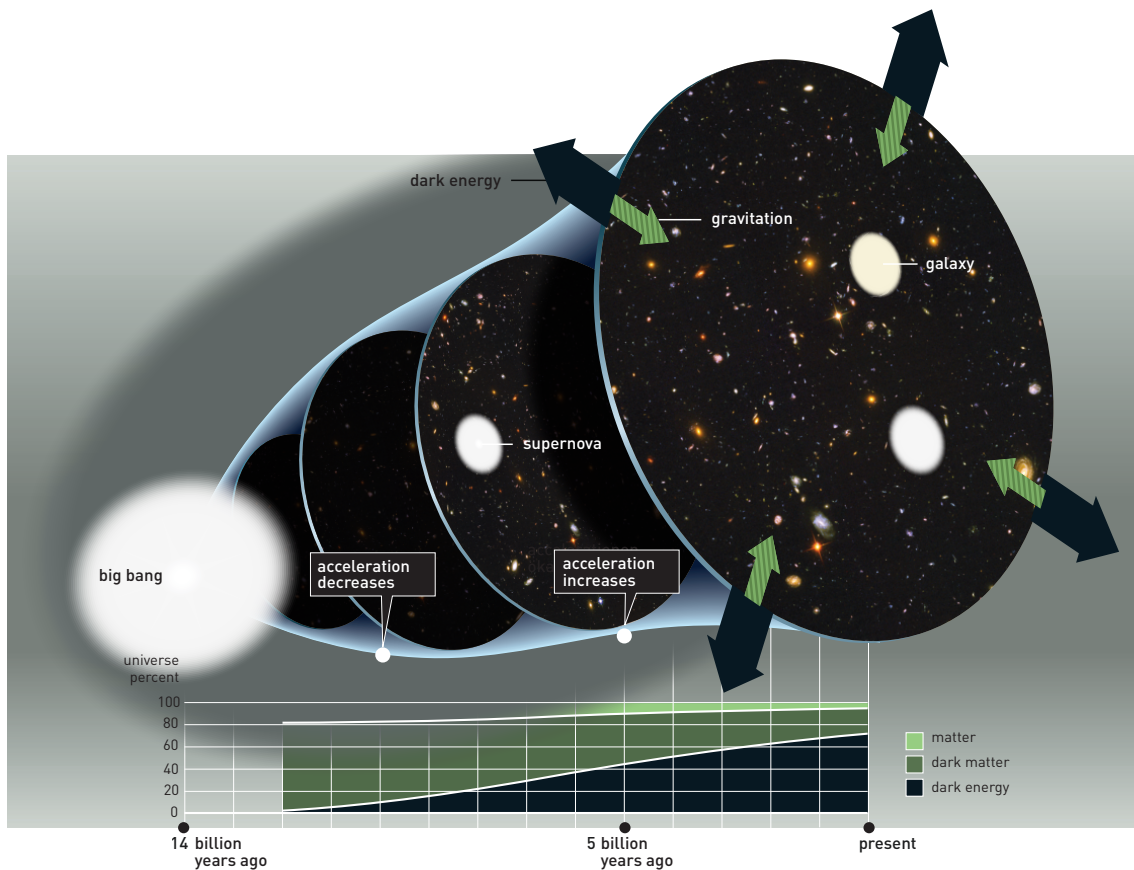 dark energy
gravitation
galaxy
supernova
big bang
acceleration
decreases
acceleration
increases
universe
percent
100
80
60
40
20
0
matter
dark matter
dark energy
14 billion
years ago
5 billion
years ago
present